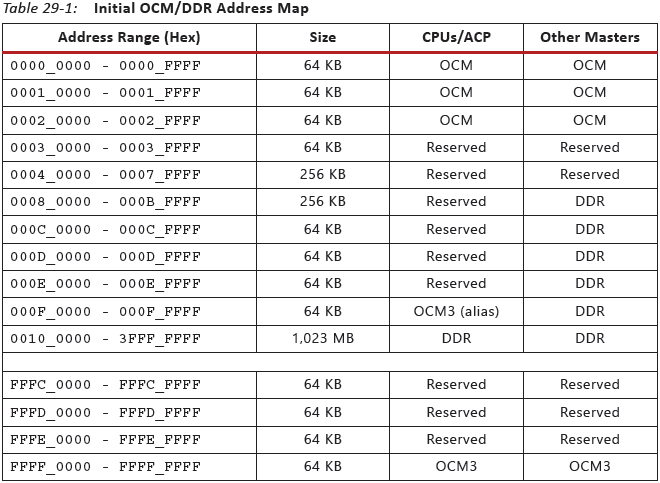 Table 29-1: Initial OCM/DDR Address Map
Address Range (Hex) Size CPUs/ACP Other Masters
0000_0000 - 0000_FFFF 64 KB OCM OCM
0001_0000 - 0001_FFFF 64 KB OCM OCM
0002_0000 - 0002_FFFF 64 KB OCM OCM
0003_0000 - 0003_FFFF 64 KB Reserved Reserved
0004_0000 - 0007_FFFF 256 KB Reserved Reserved
0008_0000 - 000B_FFFF 256 KB Reserved DDR
000C_0000 - 000C_FFFF 64 KB Reserved DDR
000D_0000 - 000D_FFFF 64 KB Reserved DDR
000E_0000 - 000E_FFFF 64 KB Reserved DDR
000F_0000 - 000F_FFFF 64 KB OCM3 (alias) DDR
0010_0000 - 3FFF_FFFF 1,023 MB DDR DDR
FFFC_0000 - FFFC_FFFF 64 KB Reserved Reserved
FFFD_0000 - FFFD_FFFF 64 KB Reserved Reserved
FFFE_0000 - FFFE_FFFF 64 KB Reserved Reserved
FFFF_0000 - FFFF_FFFF 64 KB OCM3 OCM3